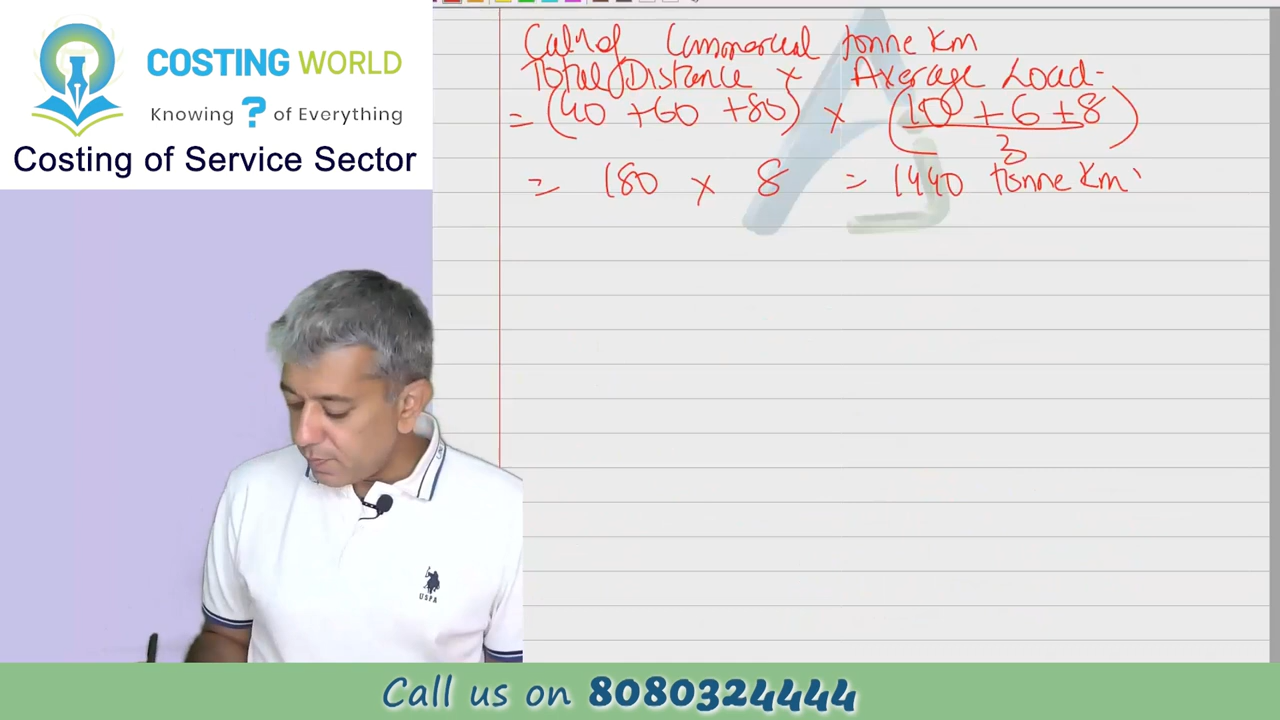 COSTING WORLD
Knowing ? of Everything
Costing of Service Sector
Caln of Commercial tonne Km
Total Distance x Average Load-
= (40 +60 +80) x (10 + 6 + 8
3)
= 180 x 8 = 1440 tonne Km.
USPA
Call us on 8080324444